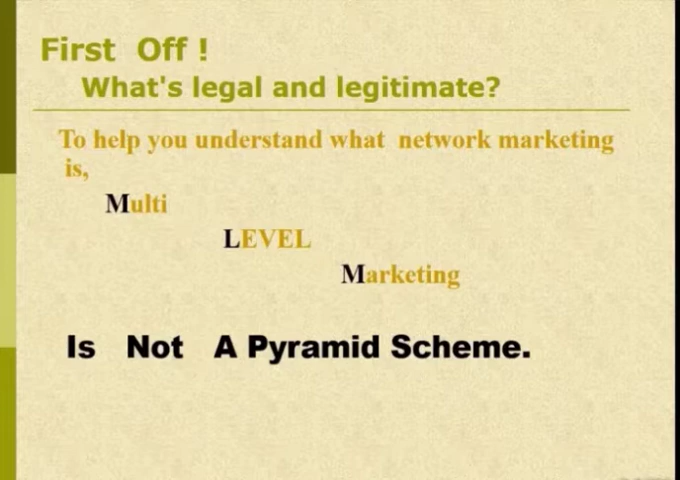 First Off !
What's legal and legitimate?
To help you understand what network marketing
is,
Multi
LEVEL
Marketing
Is Not A Pyramid Scheme.